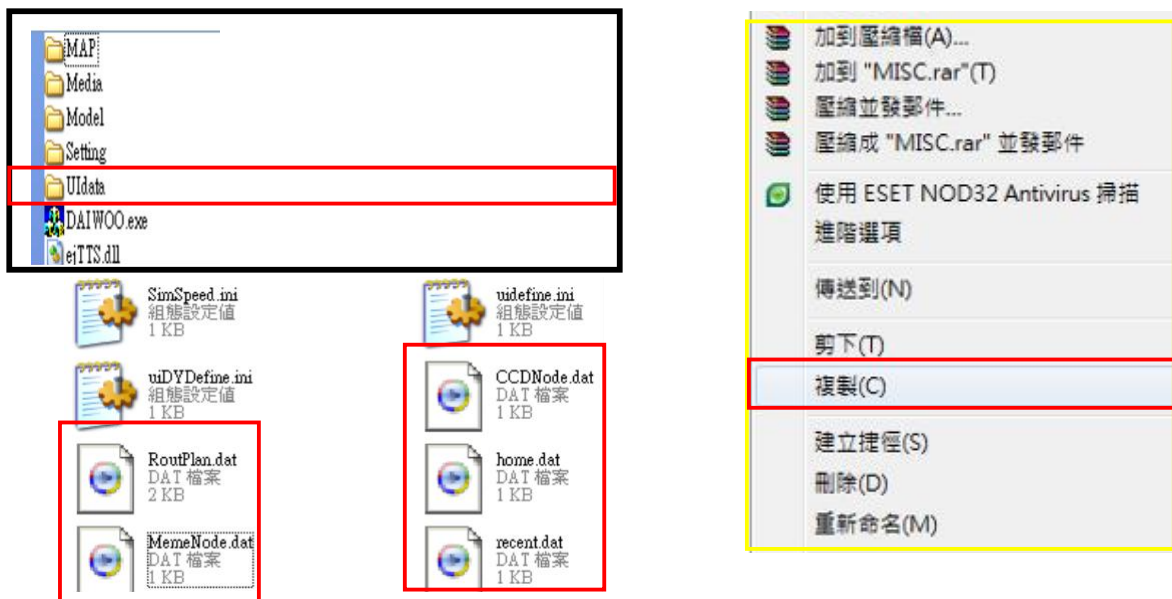 MAP
Media
Model
Setting
UIdata
DAIWOO.exe
ejTTS.dll
SimSpeed.ini
組態設定值
1 KB
uidefine.ini
組態設定值
1 KB
uiDYDefine.ini
組態設定值
1 KB
CCDNode.dat
DAT 檔案
1 KB
RoutPlan.dat
DAT 檔案
2 KB
home.dat
DAT 檔案
1 KB
MemeNode.dat
DAT 檔案
1 KB
recent.dat
DAT 檔案
1 KB
加到壓縮檔(A)...
加到 "MISC.rar"(T)
壓縮並發郵件...
壓縮成 "MISC.rar" 並發郵件
使用 ESET NOD32 Antivirus 掃描
進階選項
傳送到(N)
剪下(T)
複製(C)
建立捷徑(S)
刪除(D)
重新命名(M)